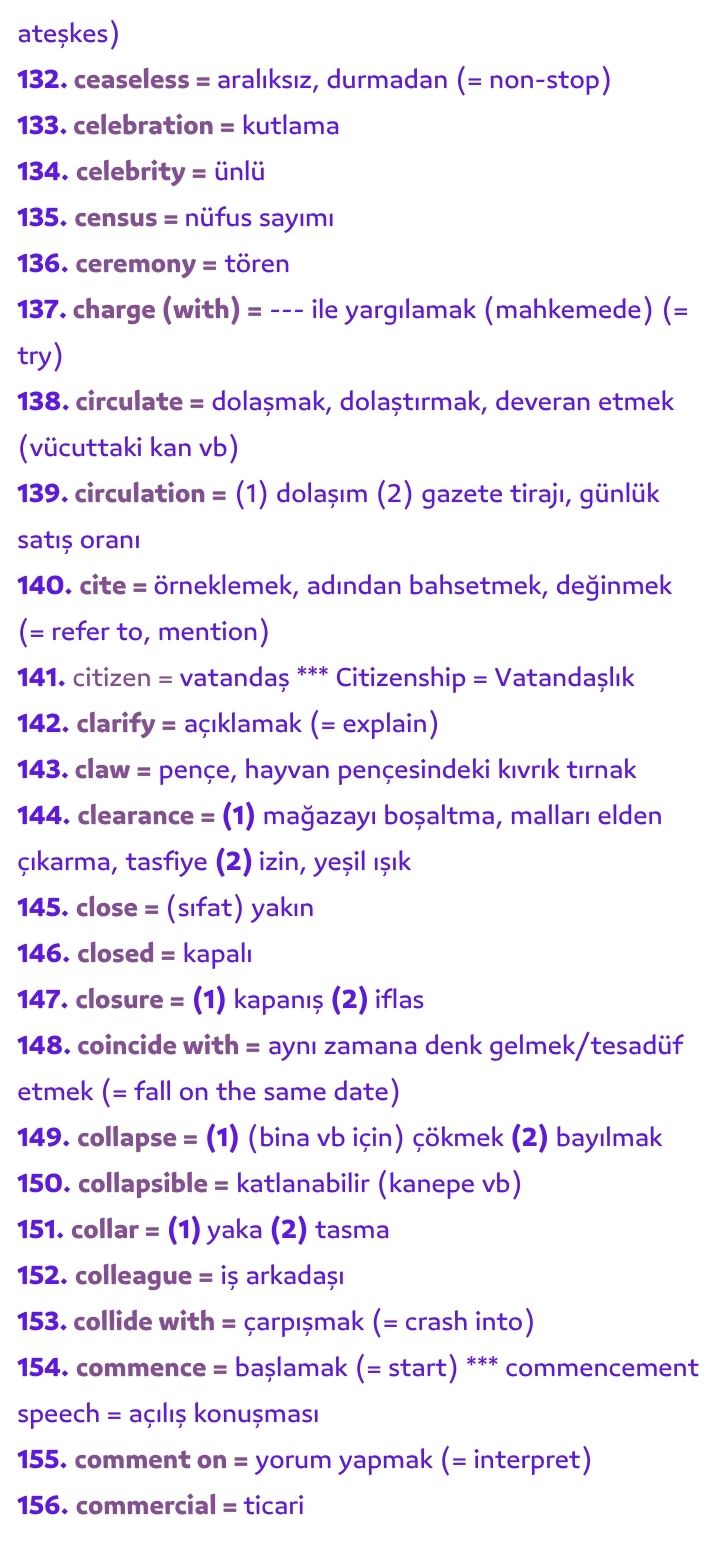 ateşkes)
132. ceaseless = aralıksız, durmadan (= non-stop)
133. celebration = kutlama
134. celebrity = ünlü
135. census = nüfus sayımı
136. ceremony = tören
137. charge (with) = --- ile yargılamak (mahkemede) (=
try)
138. circulate = dolaşmak, dolaştırmak, deveran etmek
(vücuttaki kan vb)
139. circulation = (1) dolaşım (2) gazete tirajı, günlük
satış oranı
140. cite = örneklemek, adından bahsetmek, değinmek
(= refer to, mention)
141. citizen = vatandaş *** Citizenship = Vatandaşlık
142. clarify = açıklamak (= explain)
143. claw = pençe, hayvan pençesindeki kıvrık tırnak
144. clearance = (1) mağazayı boşaltma, malları elden
çıkarma, tasfiye (2) izin, yeşil ışık
145. close = (sıfat) yakın
146. closed = kapalı
147. closure = (1) kapanış (2) iflas
148. coincide with = aynı zamana denk gelmek/tesadüf
etmek (= fall on the same date)
149. collapse = (1) (bina vb için) çökmek (2) bayılmak
150. collapsible = katlanabilir (kanepe vb)
151. collar = (1) yaka (2) tasma
152. colleague = iş arkadaşı
153. collide with = çarpışmak (= crash into)
154. commence = başlamak (= start) *** commencement
speech = açılış konuşması
155. comment on = yorum yapmak (= interpret)
156. commercial = ticari